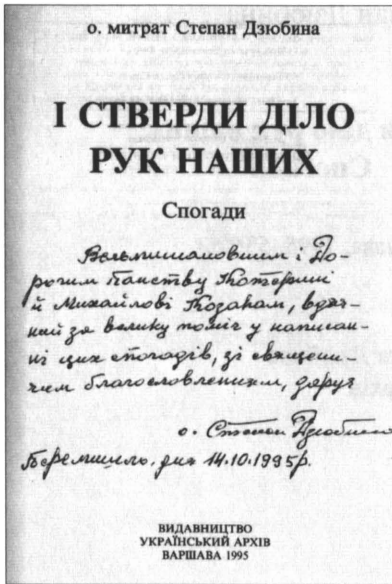 о. митрат Степан Дзюбина
І СТВЕРДИ ДІЛО
РУК НАШИХ
Спогади
Вельмишановним і До-
рогим Панству Катерині
й Михайлові Козакам, вдяч-
ний за велику поміч у написан-
ні цих спогадів, зі священи-
чим благословленням, дарує
о. Степан Дзюбина
Перемишль, дня 14.10.1995р.
ВИДАВНИЦТВО
УКРАЇНСЬКИЙ АРХІВ
ВАРШАВА 1995